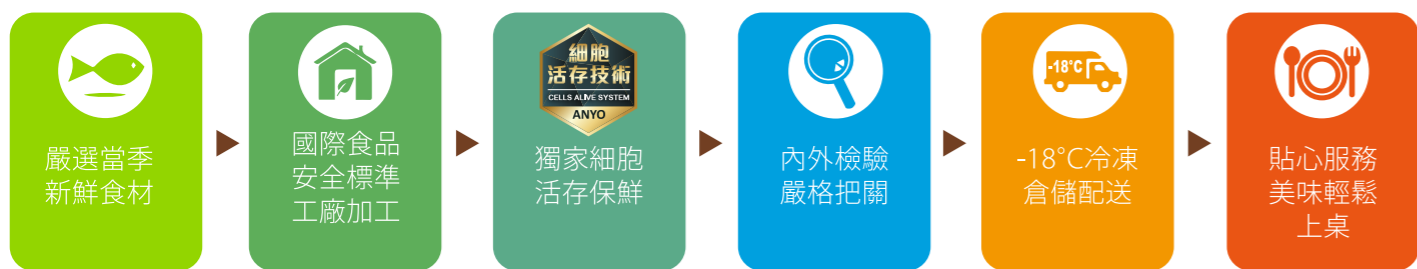 嚴選當季
新鮮食材
國際食品
安全標準
工廠加工
細胞
活存技術
CELLS ALIVE SYSTEM
ANYO
獨家細胞
活存保鮮
內外檢驗
嚴格把關
-18°C
-18°C冷凍
倉儲配送
貼心服務
美味輕鬆
上桌